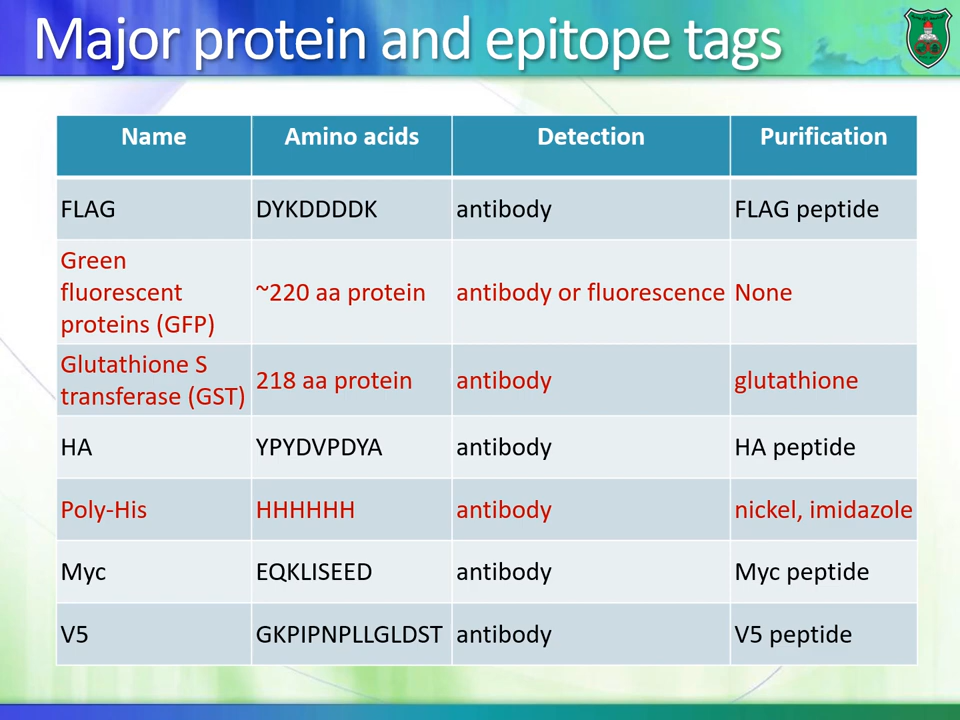 Major protein and epitope tags
Name Amino acids Detection Purification
FLAG DYKDDDDK antibody FLAG peptide
Green
fluorescent
proteins (GFP) ~220 aa protein antibody or fluorescence None
Glutathione S
transferase (GST) 218 aa protein antibody glutathione
HA YPYDVPDYA antibody HA peptide
Poly-His HHHHHH antibody nickel, imidazole
Myc EQKLISEED antibody Myc peptide
V5 GKPIPNPLLGLDST antibody V5 peptide